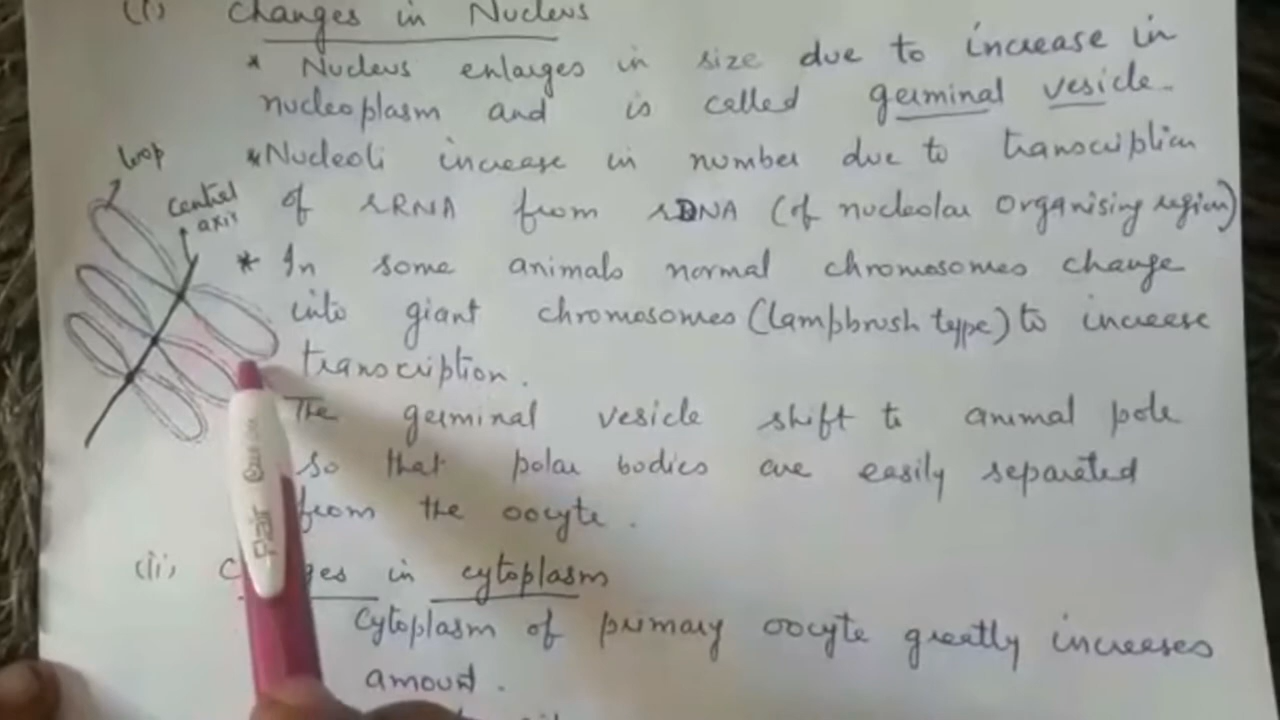 (i) Changes in Nucleus
* Nucleus enlarges in size due to increase in
nucleoplasm and is called germinal vesicle.
* Nucleoli increase in number due to transcription
of rRNA from rDNA (of nucleolar organising region)
* In some animals normal chromosomes change
into giant chromosomes (lampbrush type) to increase
transcription.
The germinal vesicle shift to animal pole
so that polar bodies are easily separated
from the oocyte.
loop
central
axis
(ii) ges in cytoplasm
Cytoplasm of primary oocyte greatly increases
amount.
Flair